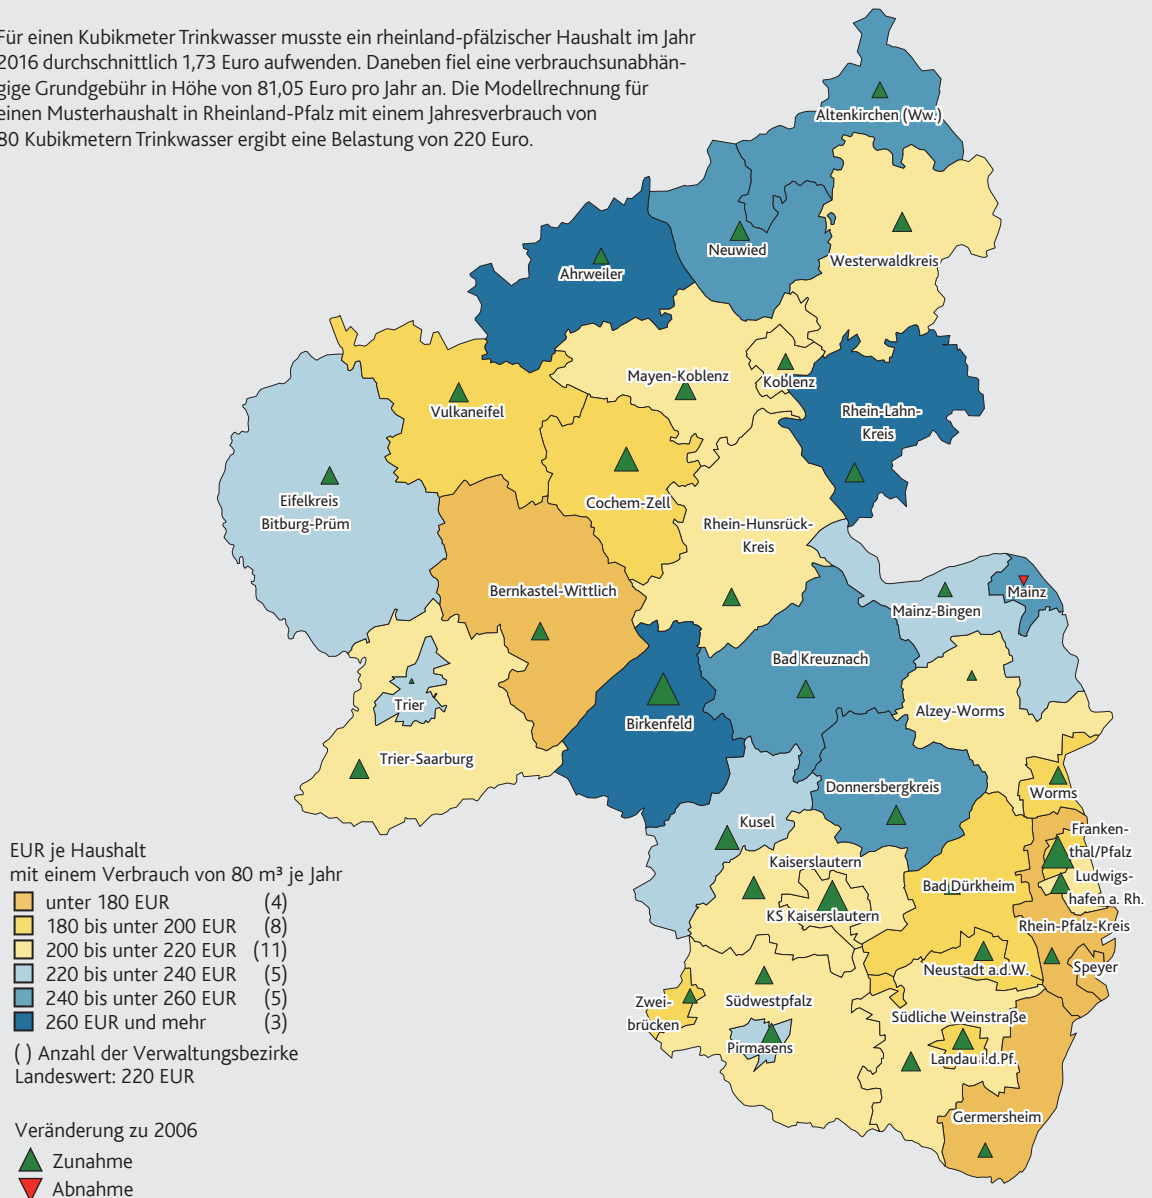 Für einen Kubikmeter Trinkwasser musste ein rheinland-pfälzischer Haushalt im Jahr
2016 durchschnittlich 1,73 Euro aufwenden. Daneben fiel eine verbrauchsunabhän-
gige Grundgebühr in Höhe von 81,05 Euro pro Jahr an. Die Modellrechnung für
einen Musterhaushalt in Rheinland-Pfalz mit einem Jahresverbrauch von
80 Kubikmetern Trinkwasser ergibt eine Belastung von 220 Euro.
Altenkirchen (Ww.)
Neuwied
Westerwaldkreis
Ahrweiler
Mayen-Koblenz
Koblenz
Vulkaneifel
Rhein-Lahn-
Kreis
Eifelkreis
Bitburg-Prüm
Cochem-Zell
Rhein-Hunsrück-
Kreis
Bernkastel-Wittlich
Mainz-Bingen
Mainz
Bad Kreuznach
Trier
Alzey-Worms
Birkenfeld
Trier-Saarburg
Donnersbergkreis
Worms
Kusel
Franken-
thal/Pfalz
Kaiserslautern
Ludwigs-
hafen a. Rh.
Bad Dürkheim
KS Kaiserslautern
Rhein-Pfalz-Kreis
Neustadt a.d.W.
Speyer
Zwei-
brücken
Südwestpfalz
Südliche Weinstraße
Pirmasens
Landau i.d.Pf.
Germersheim
EUR je Haushalt
mit einem Verbrauch von 80 m³ je Jahr
unter 180 EUR (4)
180 bis unter 200 EUR (8)
200 bis unter 220 EUR (11)
220 bis unter 240 EUR (5)
240 bis unter 260 EUR (5)
260 EUR und mehr (3)
( ) Anzahl der Verwaltungsbezirke
Landeswert: 220 EUR
Veränderung zu 2006
Zunahme
Abnahme